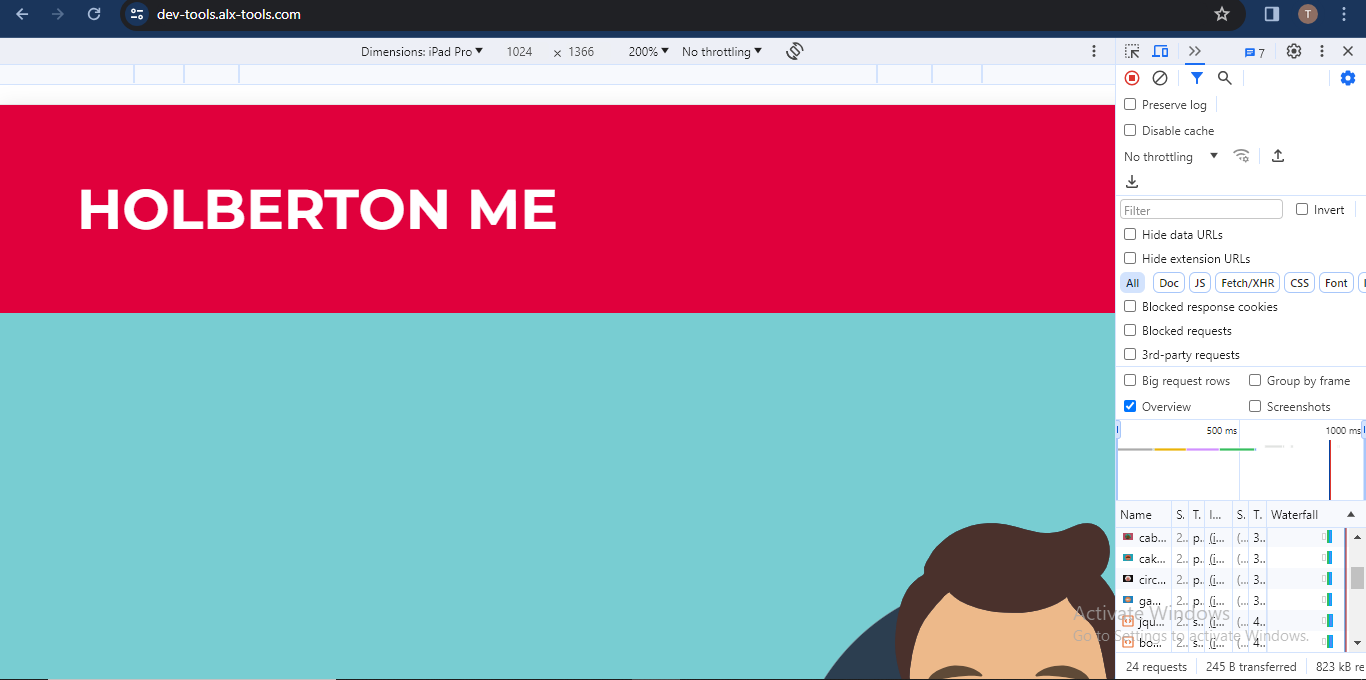 dev-tools.alx-tools.com
T
Dimensions: iPad Pro 1024 × 1366 200% No throttling
7
Preserve log
Disable cache
No throttling
Filter
Invert
Hide data URLs
Hide extension URLs
All Doc JS Fetch/XHR CSS Font
Blocked response cookies
Blocked requests
3rd-party requests
Big request rows Group by frame
Overview Screenshots
500 ms 1000 ms
Name S. T. I... S. T. Waterfall
cab... 2.. p.. (i... (... 3..
cak... 2.. p.. (i... (... 3..
circ... 2.. p.. (i... (... 3..
ga... 2.. p.. (i... (... 3..
jqu... 2.. s.. (i... (... 4..
bo... 2.. s.. (i... (... 4..
24 requests 245 B transferred 823 kB re
HOLBERTON ME
Activate Windows
Go to Settings to activate Windows.